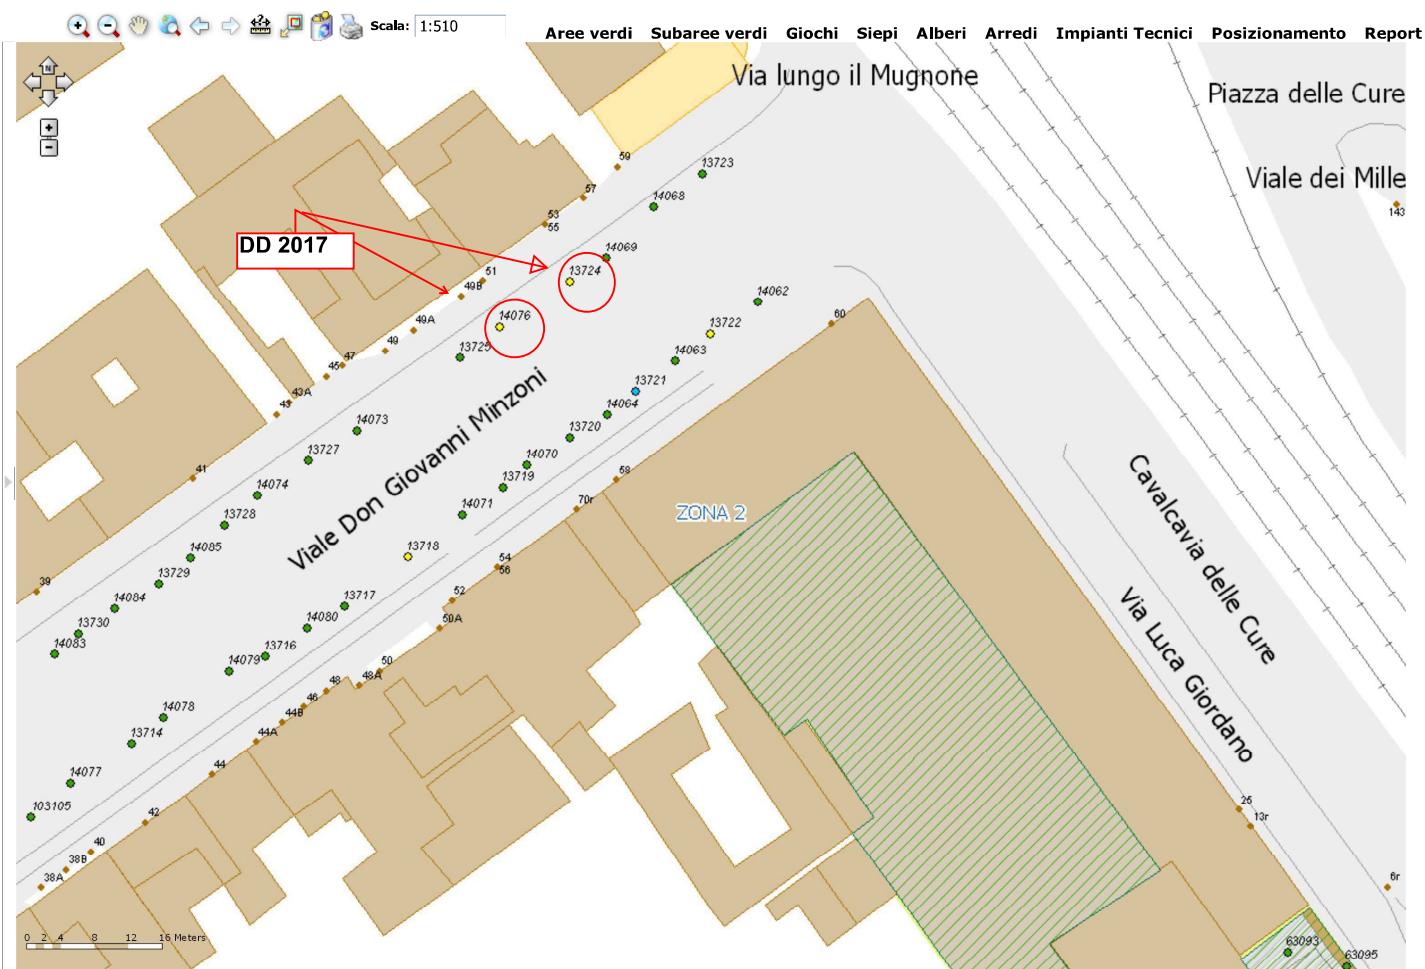 Scala: 1:510
Aree verdi Subaree verdi Giochi Siepi Alberi Arredi Impianti Tecnici Posizionamento Report
N
Via lungo il Mugnone
Piazza delle Cure
Viale dei Mille
143
59
13723
57
14068
53
55
DD 2017
14069
51
13724
49B
14062
14076
49A
13722
60
49
13725
14063
47
45
13721
43A
43
14064
14073
13720
13727
14070
41
58
13719
14074
70r
14071
13728
ZONA 2
Viale Don Giovanni Minzoni
Cavalcavia delle Cure
14085
13718
54
56
13729
39
52
14084
13717
50A
13730
14080
14083
13716
Via Luca Giordano
14079
50
48A
48
46
14078
44B
44A
13714
44
14077
25
103105
13r
42
40
38B
38A
6r
0 2 4 8 12 16 Meters
63093
63095